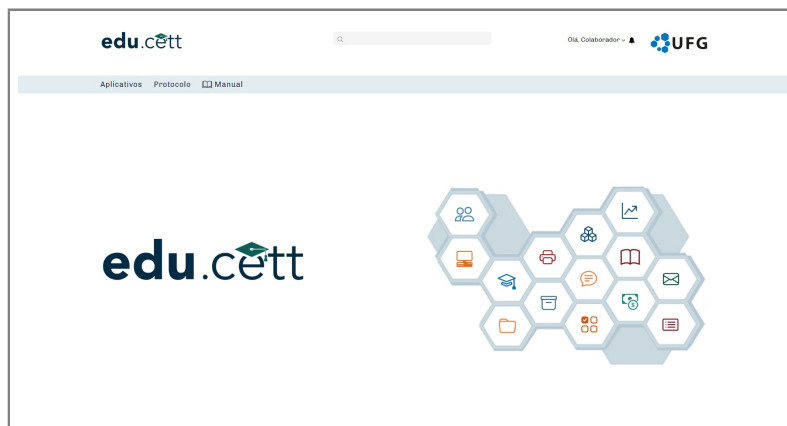 edu.cett
Olá, Colaborador
UFG
Aplicativos Protocolo Manual
edu.cett